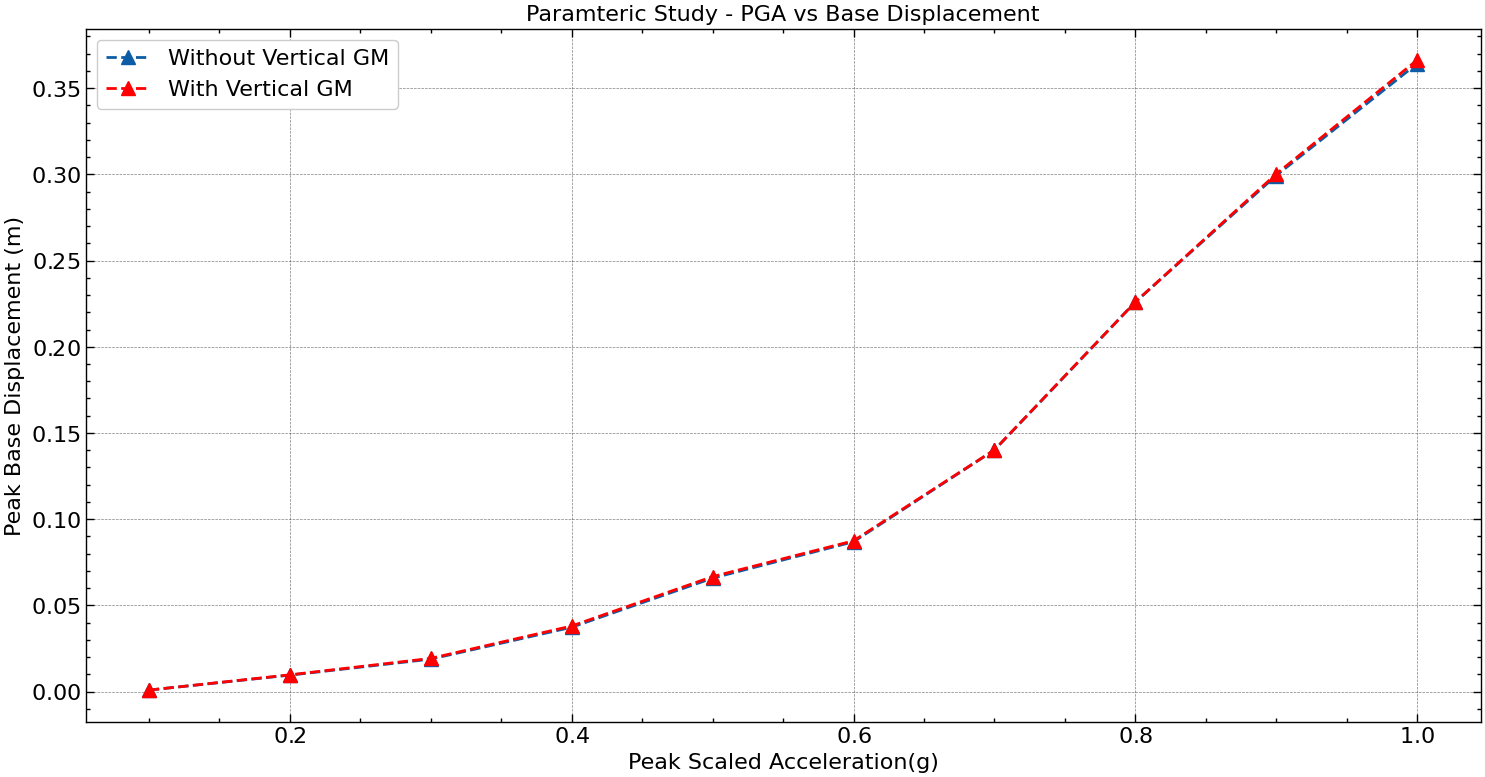 Paramteric Study - PGA vs Base Displacement
Without Vertical GM
With Vertical GM
Peak Base Displacement (m)
0.35
0.30
0.25
0.20
0.15
0.10
0.05
0.00
0.2
0.4
0.6
0.8
1.0
Peak Scaled Acceleration(g)